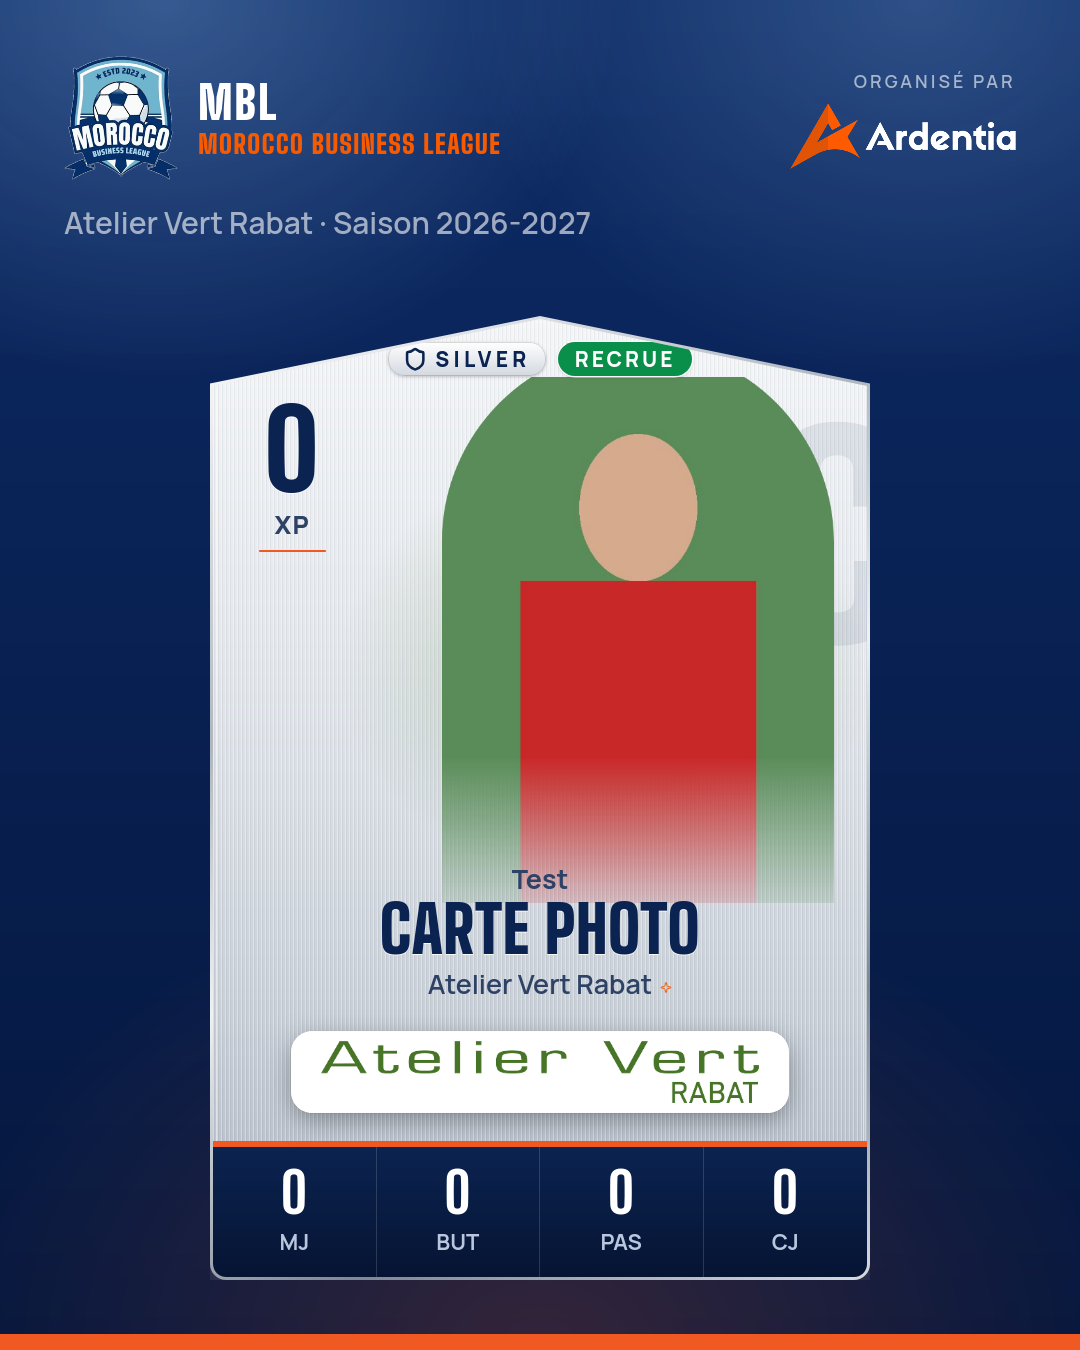 ★ ESTD 2023 ★
MOROCCO
BUSINESS LEAGUE
MBL
MOROCCO BUSINESS LEAGUE
ORGANISÉ PAR
Ardentia
Atelier Vert Rabat · Saison 2026-2027
SILVER
RECRUE
0
XP
Test
CARTE PHOTO
Atelier Vert Rabat
Atelier Vert
RABAT
0 0 0 0
MJ BUT PAS CJ